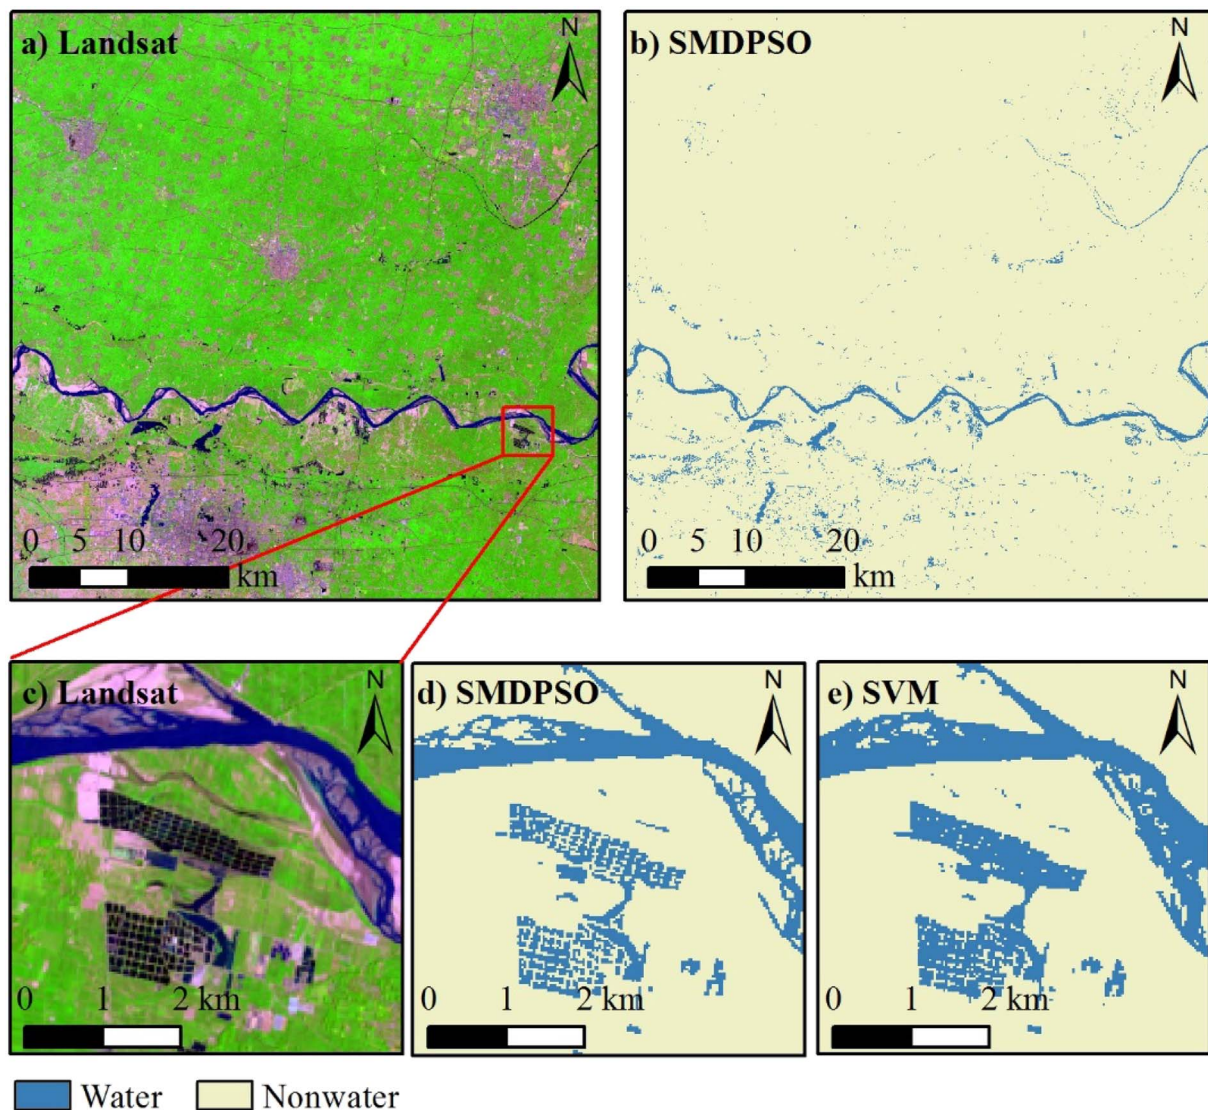 a) Landsat
N
b) SMDPSO
N
0 5 10 20
km
0 5 10 20
km
c) Landsat
N
d) SMDPSO
N
e) SVM
N
0 1 2 km
0 1 2 km
0 1 2 km
Water
Nonwater